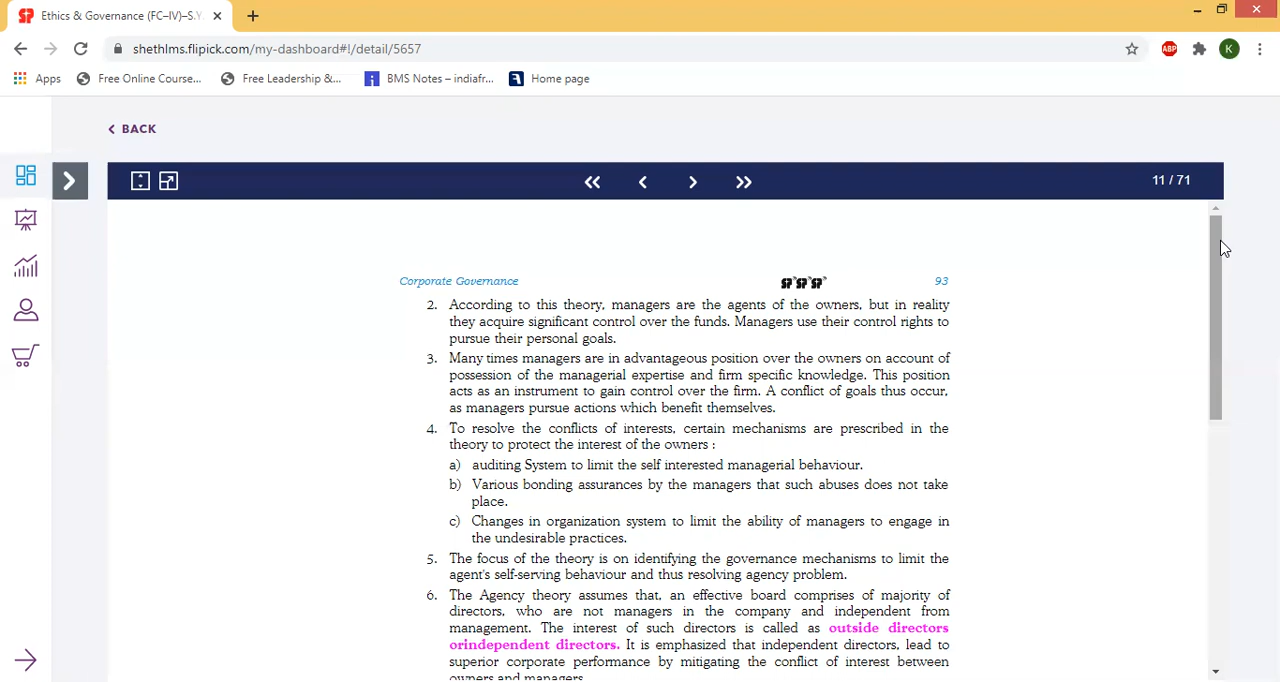 Ethics & Governance (FC–IV)–S.Y.
shethlms.flipick.com/my-dashboard#!/detail/5657
ABP
K
Apps
Free Online Course...
Free Leadership &...
BMS Notes – indiafr...
Home page
BACK
11 / 71
Corporate Governance 93
2. According to this theory, managers are the agents of the owners, but in reality
they acquire significant control over the funds. Managers use their control rights to
pursue their personal goals.
3. Many times managers are in advantageous position over the owners on account of
possession of the managerial expertise and firm specific knowledge. This position
acts as an instrument to gain control over the firm. A conflict of goals thus occur,
as managers pursue actions which benefit themselves.
4. To resolve the conflicts of interests, certain mechanisms are prescribed in the
theory to protect the interest of the owners :
a) auditing System to limit the self interested managerial behaviour.
b) Various bonding assurances by the managers that such abuses does not take
place.
c) Changes in organization system to limit the ability of managers to engage in
the undesirable practices.
5. The focus of the theory is on identifying the governance mechanisms to limit the
agent's self-serving behaviour and thus resolving agency problem.
6. The Agency theory assumes that, an effective board comprises of majority of
directors, who are not managers in the company and independent from
management. The interest of such directors is called as outside directors
orindependent directors. It is emphasized that independent directors, lead to
superior corporate performance by mitigating the conflict of interest between
owners and managers.